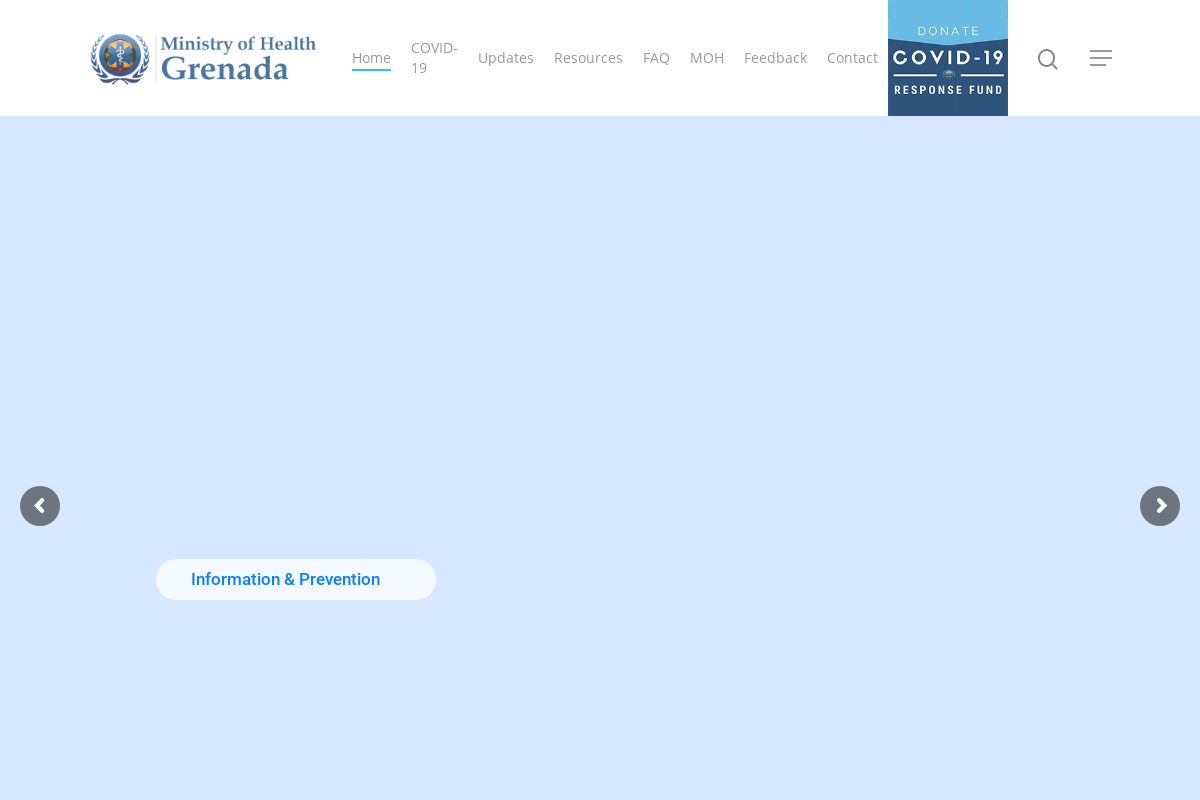 Ministry of Health
Grenada
Home
COVID-
19
Updates
Resources
FAQ
MOH
Feedback
Contact
DONATE
COVID-19
RESPONSE FUND
Information & Prevention